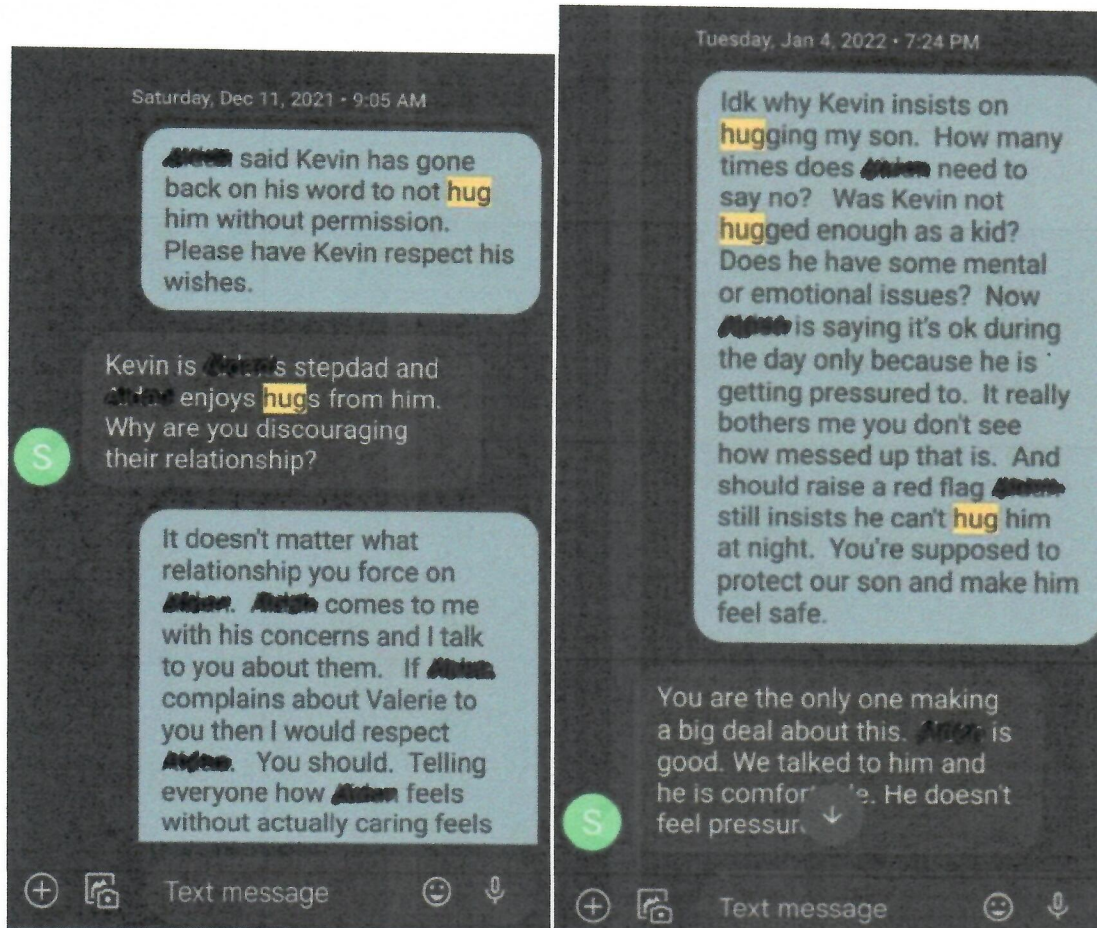 Saturday, Dec 11, 2021 • 9:05 AM
said Kevin has gone
back on his word to not hug
him without permission.
Please have Kevin respect his
wishes.
Kevin is s stepdad and
enjoys hugs from him.
Why are you discouraging
their relationship?
S
It doesn't matter what
relationship you force on
. comes to me
with his concerns and I talk
to you about them. If
complains about Valerie to
you then I would respect
. You should. Telling
everyone how feels
without actually caring feels
Text message
Tuesday, Jan 4, 2022 • 7:24 PM
Idk why Kevin insists on
hugging my son. How many
times does need to
say no? Was Kevin not
hugged enough as a kid?
Does he have some mental
or emotional issues? Now
is saying it's ok during
the day only because he is
getting pressured to. It really
bothers me you don't see
how messed up that is. And
should raise a red flag
still insists he can't hug him
at night. You're supposed to
protect our son and make him
feel safe.
You are the only one making
a big deal about this. is
good. We talked to him and
he is . He doesn't
feel
S
Text message